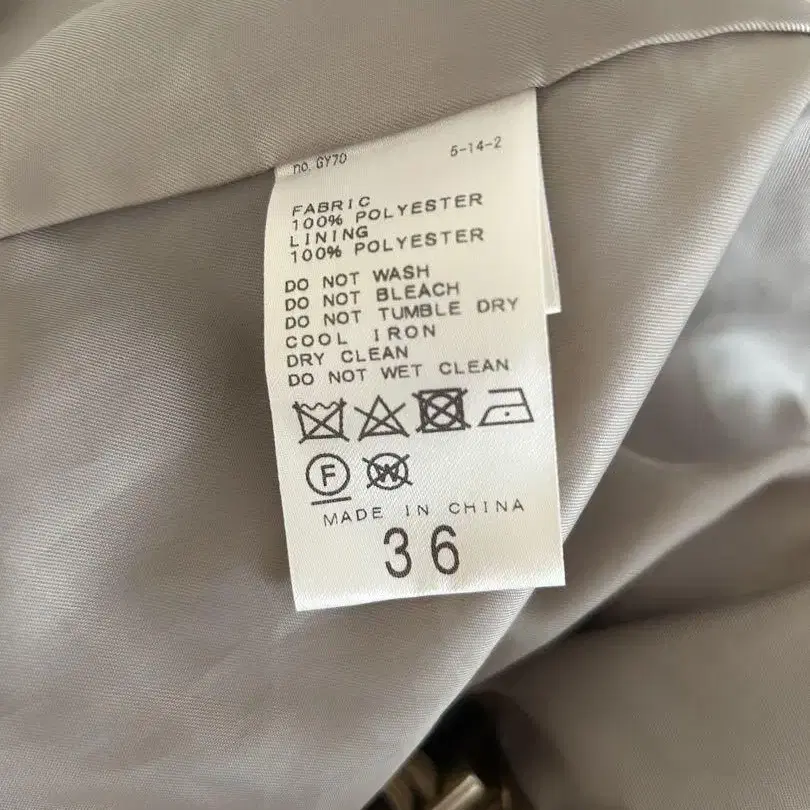 no. GY70 5-14-2
FABRIC
100% POLYESTER
LINING
100% POLYESTER
DO NOT WASH
DO NOT BLEACH
DO NOT TUMBLE DRY
COOL IRON
DRY CLEAN
DO NOT WET CLEAN
F W
MADE IN CHINA
36